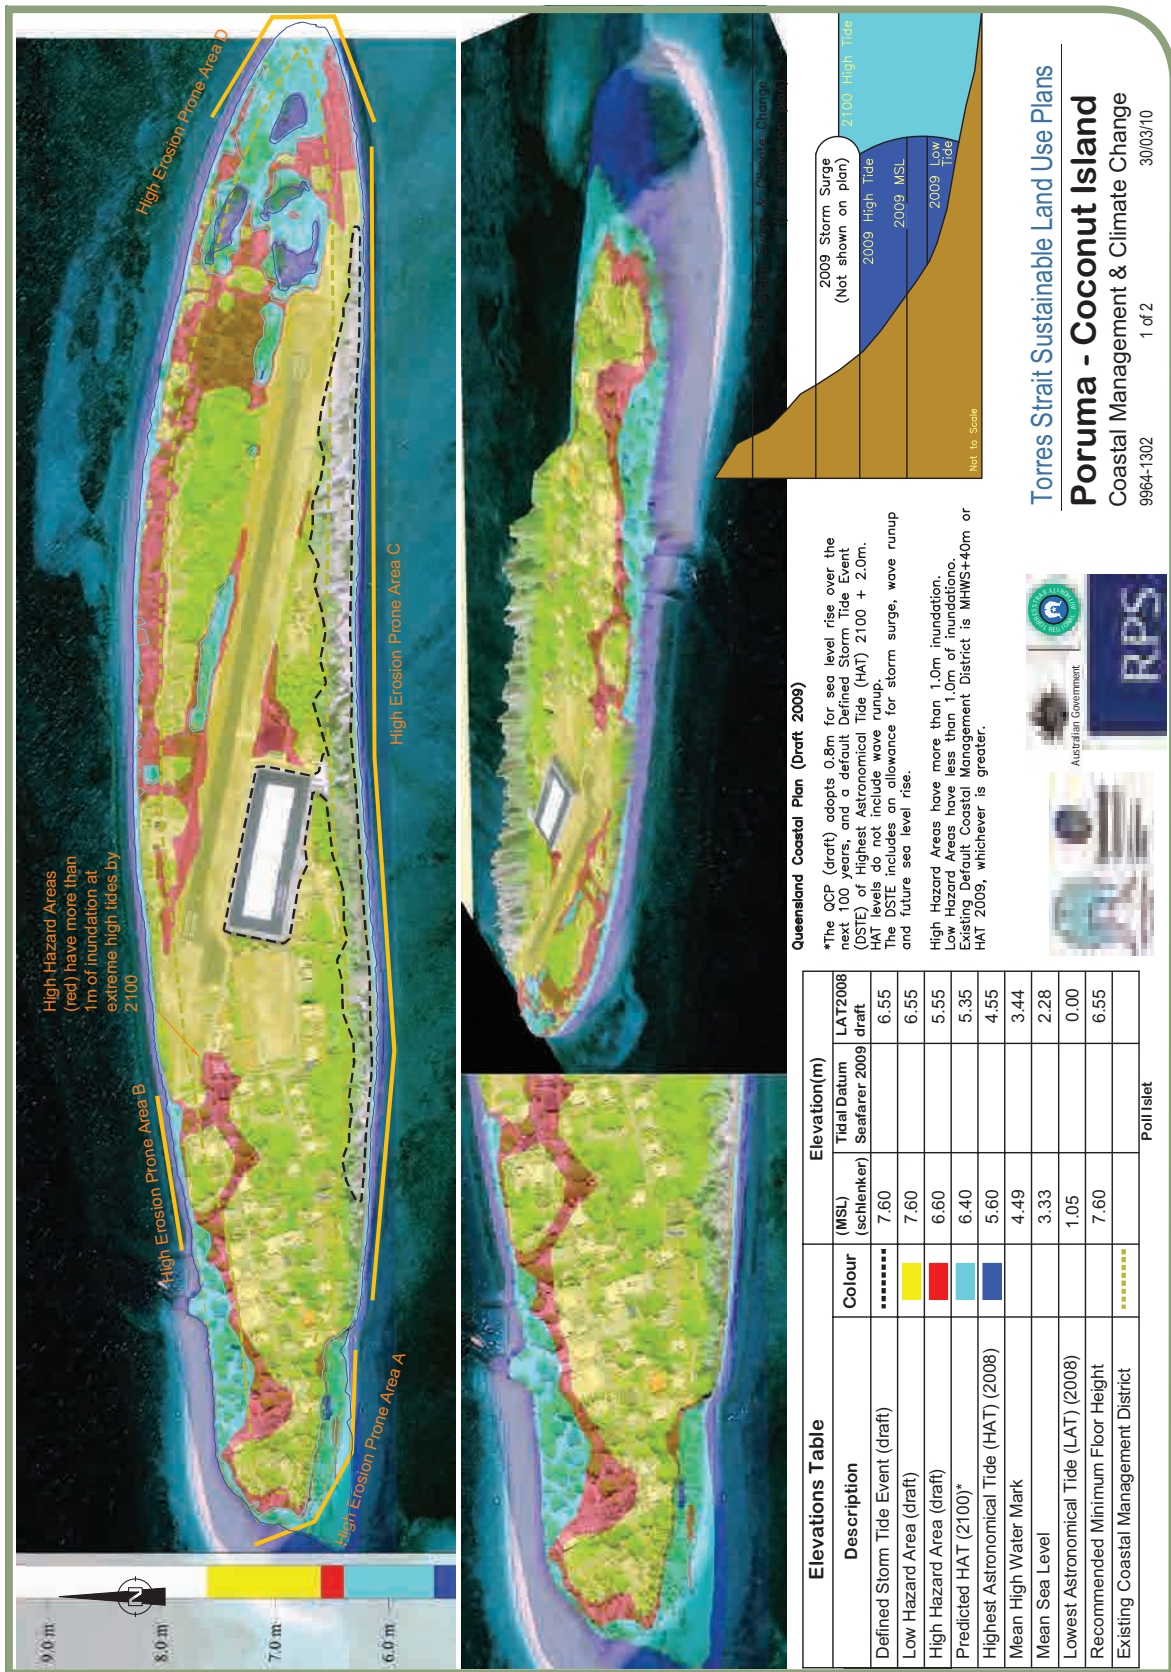 High Erosion Prone Area D
High Hazard Areas
(red) have more than
1m of inundation at
extreme high tides by
2100
High Erosion Prone Area B
High Erosion Prone Area C
High Erosion Prone Area A
N
9.0 m
8.0 m
7.0 m
6.0 m
2100 High Tide
2009 Storm Surge
(Not shown on plan)
2009 High Tide
2009 MSL
2009 Low
Tide
Not to Scale
Queensland Coastal Plan (Draft 2009)
*The QCP (draft) adopts 0.8m for sea level rise over the
next 100 years, and a default Defined Storm Tide Event
(DSTE) of Highest Astronomical Tide (HAT) 2100 + 2.0m.
HAT levels do not include wave runup.
The DSTE includes an allowance for storm surge, wave runup
and future sea level rise.
High Hazard Areas have more than 1.0m inundation.
Low Hazard Areas have less than 1.0m of inundationo.
Existing Default Coastal Management District is MHWS+40m or
HAT 2009, whichever is greater.
Elevations Table
Elevation(m)
Description Colour (MSL) (schlenker) Tidal Datum Seafarer 2009 LAT2008 draft
Defined Storm Tide Event (draft) 7.60 6.55
Low Hazard Area (draft) 7.60 6.55
High Hazard Area (draft) 6.60 5.55
Predicted HAT (2100)* 6.40 5.35
Highest Astronomical Tide (HAT) (2008) 5.60 4.55
Mean High Water Mark 4.49 3.44
Mean Sea Level 3.33 2.28
Lowest Astronomical Tide (LAT) (2008) 1.05 0.00
Recommended Minimum Floor Height 7.60 6.55
Existing Coastal Management District
Poll Islet
Australian Government
RPS
Torres Strait Sustainable Land Use Plans
Poruma - Coconut Island
Coastal Management & Climate Change
9964-1302 1 of 2 30/03/10